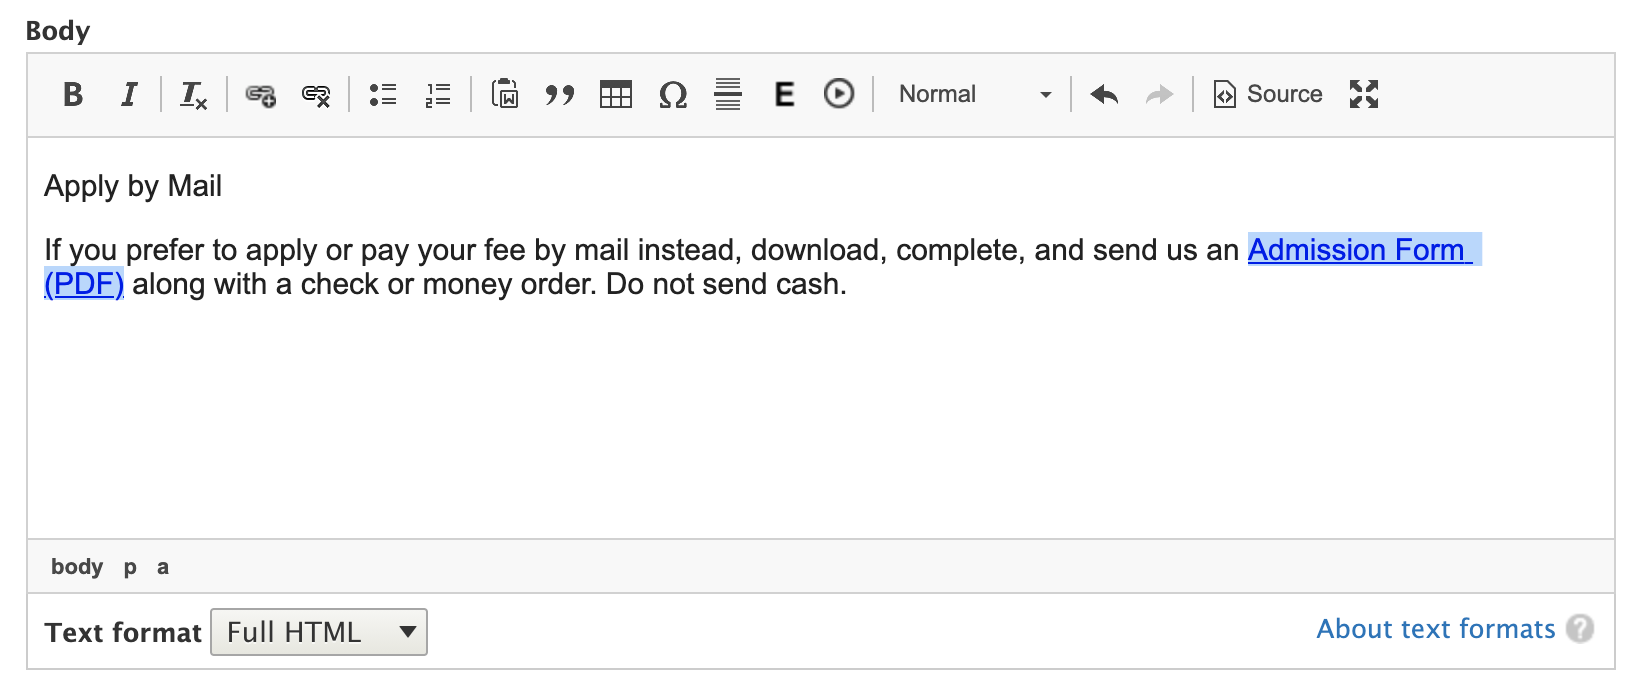 Body
B I Tx E Normal Source
Apply by Mail
If you prefer to apply or pay your fee by mail instead, download, complete, and send us an Admission Form
(PDF) along with a check or money order. Do not send cash.
body p a
Text format Full HTML About text formats ?